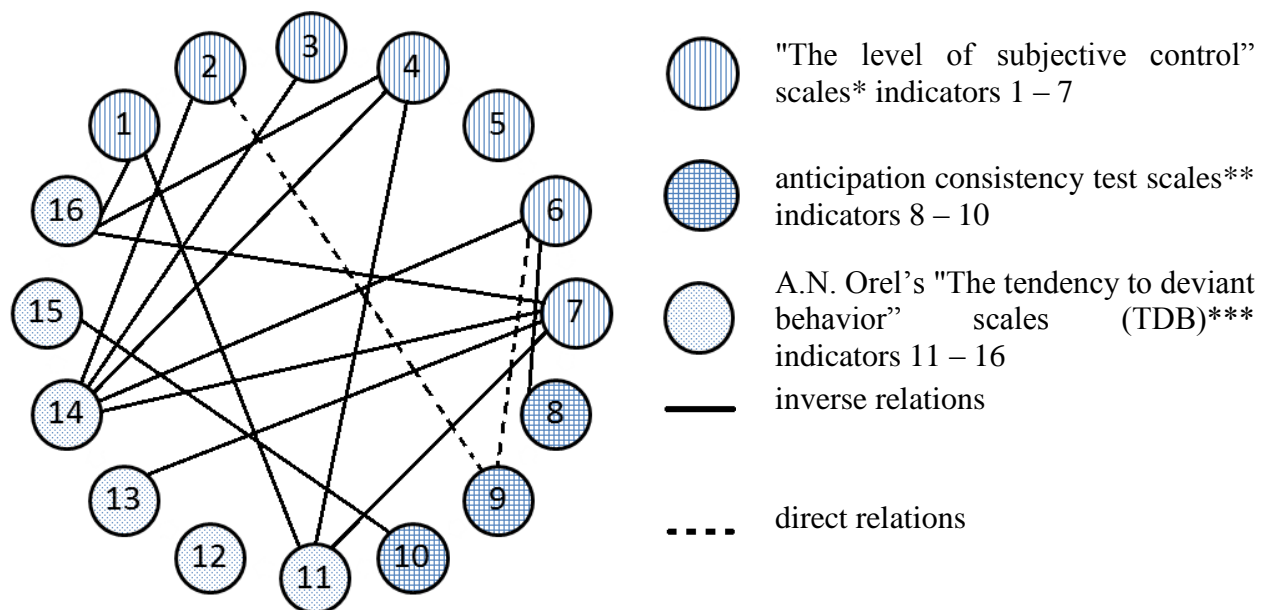 3
2
4
1
5
16
6
15
7
14
8
13
9
12
10
11
"The level of subjective control”
scales* indicators 1 – 7
anticipation consistency test scales**
indicators 8 – 10
A.N. Orel’s "The tendency to deviant
behavior” scales (TDB)***
indicators 11 – 16
inverse relations
direct relations